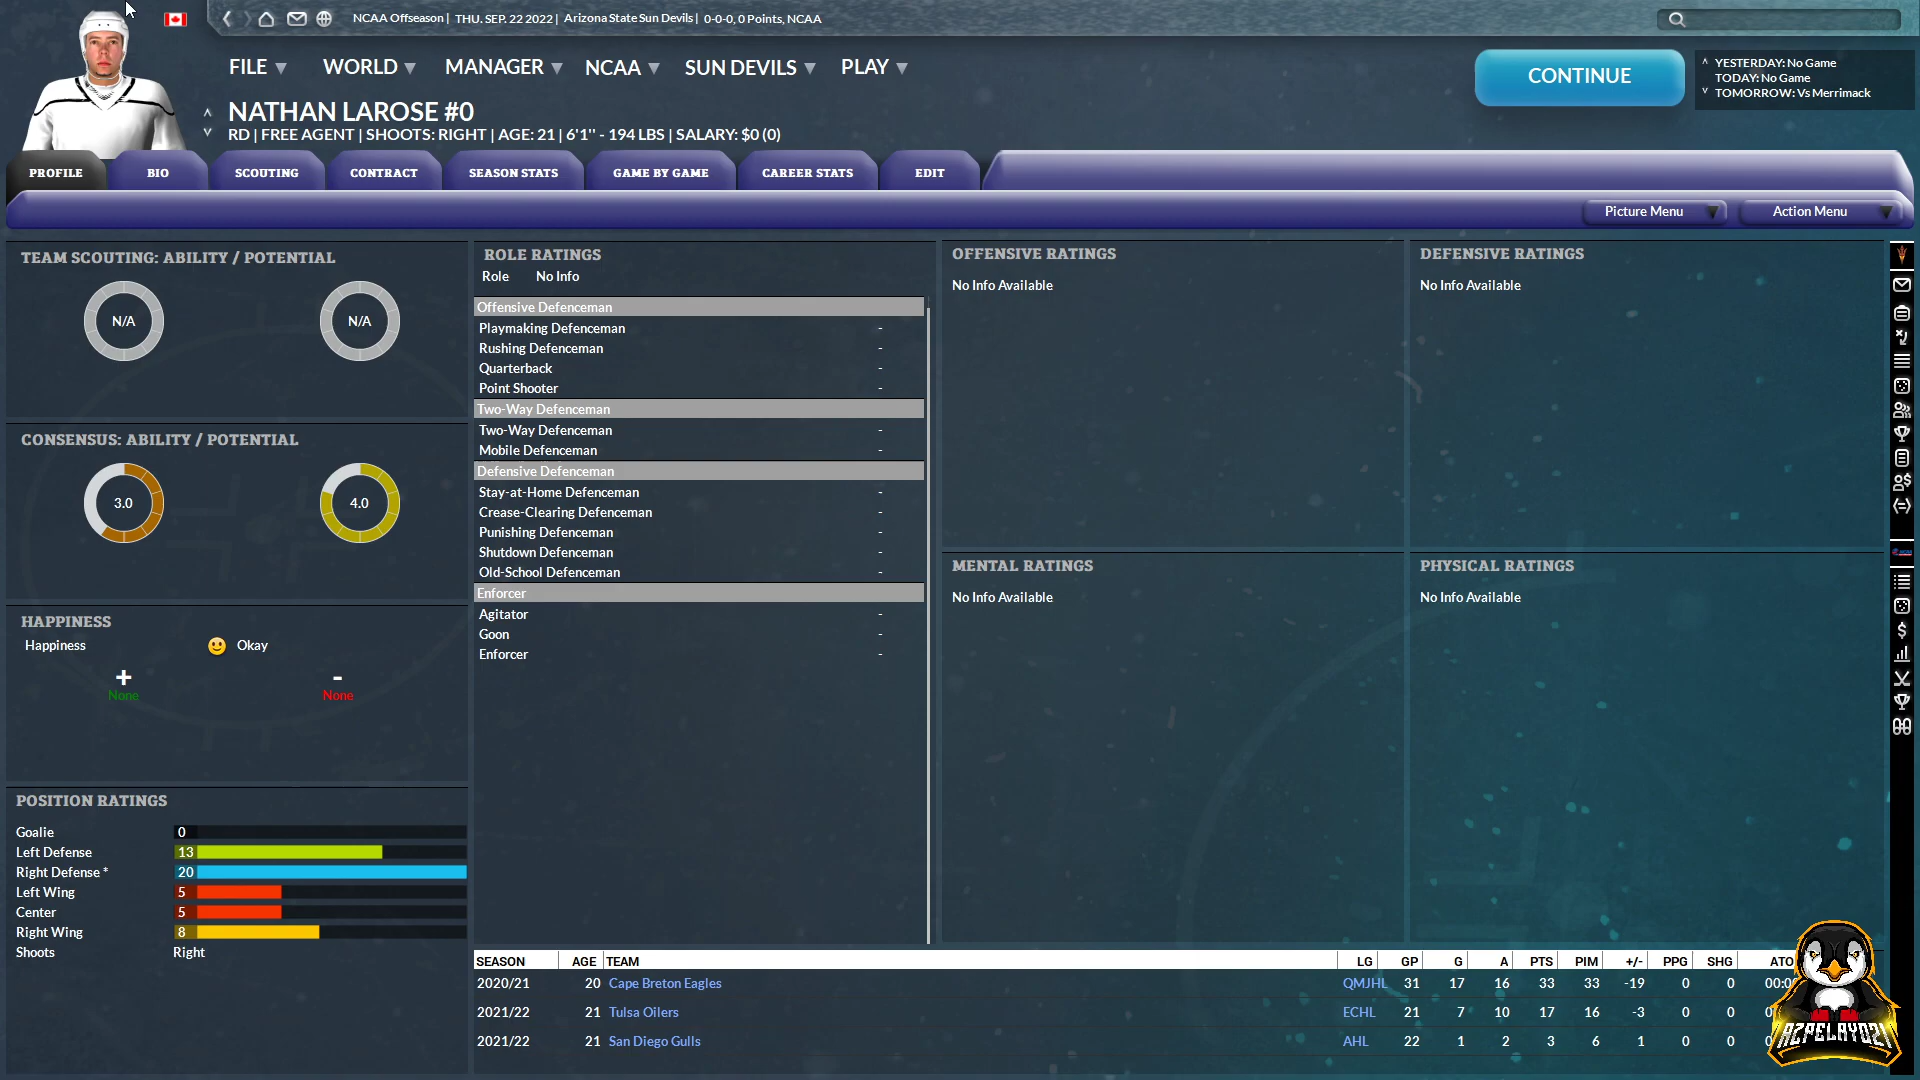 NCAA Offseason | THU. SEP. 22 2022 | Arizona State Sun Devils | 0-0-0, 0 Points, NCAA
FILE WORLD MANAGER NCAA SUN DEVILS PLAY
CONTINUE
YESTERDAY: No Game
TODAY: No Game
TOMORROW: Vs Merrimack
NATHAN LAROSE #0
RD | FREE AGENT | SHOOTS: RIGHT | AGE: 21 | 6'1'' - 194 LBS | SALARY: $0 (0)
PROFILE BIO SCOUTING CONTRACT SEASON STATS GAME BY GAME CAREER STATS EDIT
Picture Menu Action Menu
TEAM SCOUTING: ABILITY / POTENTIAL
N/A N/A
CONSENSUS: ABILITY / POTENTIAL
3.0 4.0
HAPPINESS
Happiness Okay
+ -
None None
POSITION RATINGS
Goalie 0
Left Defense 13
Right Defense * 20
Left Wing 5
Center 5
Right Wing 8
Shoots Right
ROLE RATINGS
Role No Info
Offensive Defenceman
Playmaking Defenceman -
Rushing Defenceman -
Quarterback -
Point Shooter -
Two-Way Defenceman
Two-Way Defenceman -
Mobile Defenceman -
Defensive Defenceman
Stay-at-Home Defenceman -
Crease-Clearing Defenceman -
Punishing Defenceman -
Shutdown Defenceman -
Old-School Defenceman -
Enforcer
Agitator -
Goon -
Enforcer -
OFFENSIVE RATINGS
No Info Available
DEFENSIVE RATINGS
No Info Available
MENTAL RATINGS
No Info Available
PHYSICAL RATINGS
No Info Available
SEASON AGE TEAM LG GP G A PTS PIM +/- PPG SHG ATO
2020/21 20 Cape Breton Eagles QMJHL 31 17 16 33 33 -19 0 0
2021/22 21 Tulsa Oilers ECHL 21 7 10 17 16 -3 0 0
2021/22 21 San Diego Gulls AHL 22 1 2 3 6 1 0 0
AZPELAYO21